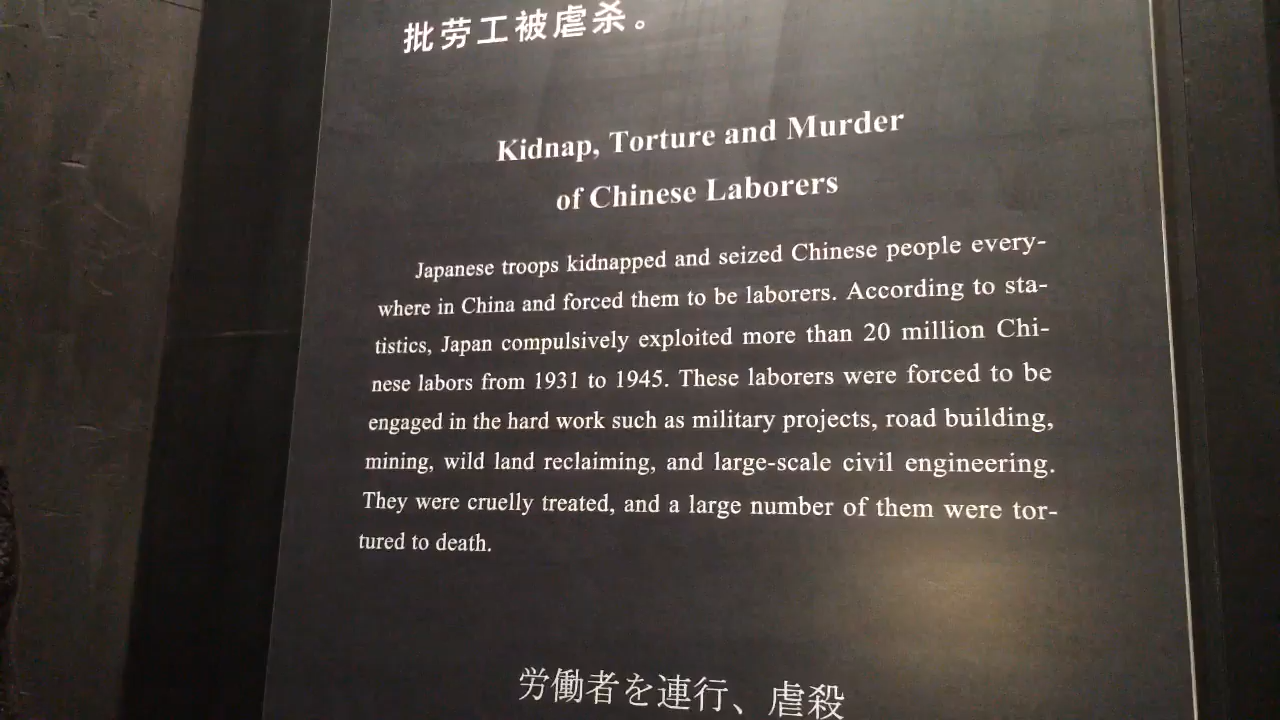 批劳工被虐杀。
Kidnap, Torture and Murder
of Chinese Laborers
Japanese troops kidnapped and seized Chinese people every-
where in China and forced them to be laborers. According to sta-
tistics, Japan compulsively exploited more than 20 million Chi-
nese labors from 1931 to 1945. These laborers were forced to be
engaged in the hard work such as military projects, road building,
mining, wild land reclaiming, and large-scale civil engineering.
They were cruelly treated, and a large number of them were tor-
tured to death.
労働者を連行、虐殺